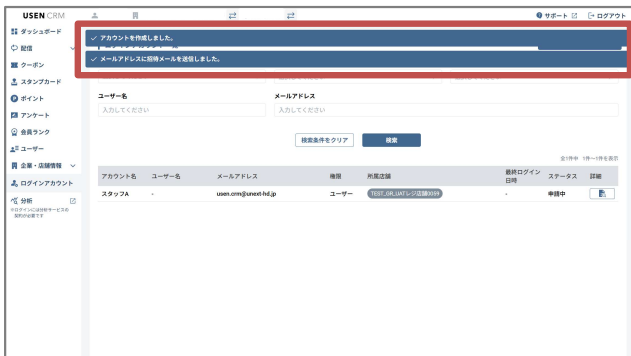 USEN CRM
サポート
ログアウト
ダッシュボード
配信
クーポン
スタンプカード
ポイント
アンケート
会員ランク
ユーザー
企業・店舗情報
ログインアカウント
分析
※ログインには分析サービスの
契約が必要です
アカウントを作成しました。
メールアドレスに招待メールを送信しました。
ユーザー名
メールアドレス
入力してください
入力してください
検索条件をクリア
検索
全1件中 1件〜1件を表示
アカウント名 ユーザー名 メールアドレス 権限 所属店舗 最終ログイン日時 ステータス 詳細
スタッフA - usen.crm@unext-hd.jp ユーザー TEST_GR_UATレジ店舗0059 - 申請中